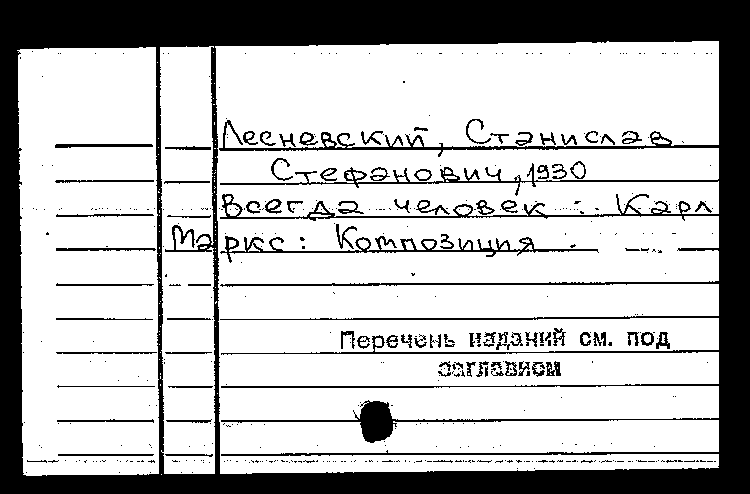 Лесневский, Станислав
Стефанович, 1930
Всегда человек : Карл
Маркс : Композиция
Перечень изданий см. под
заглавием